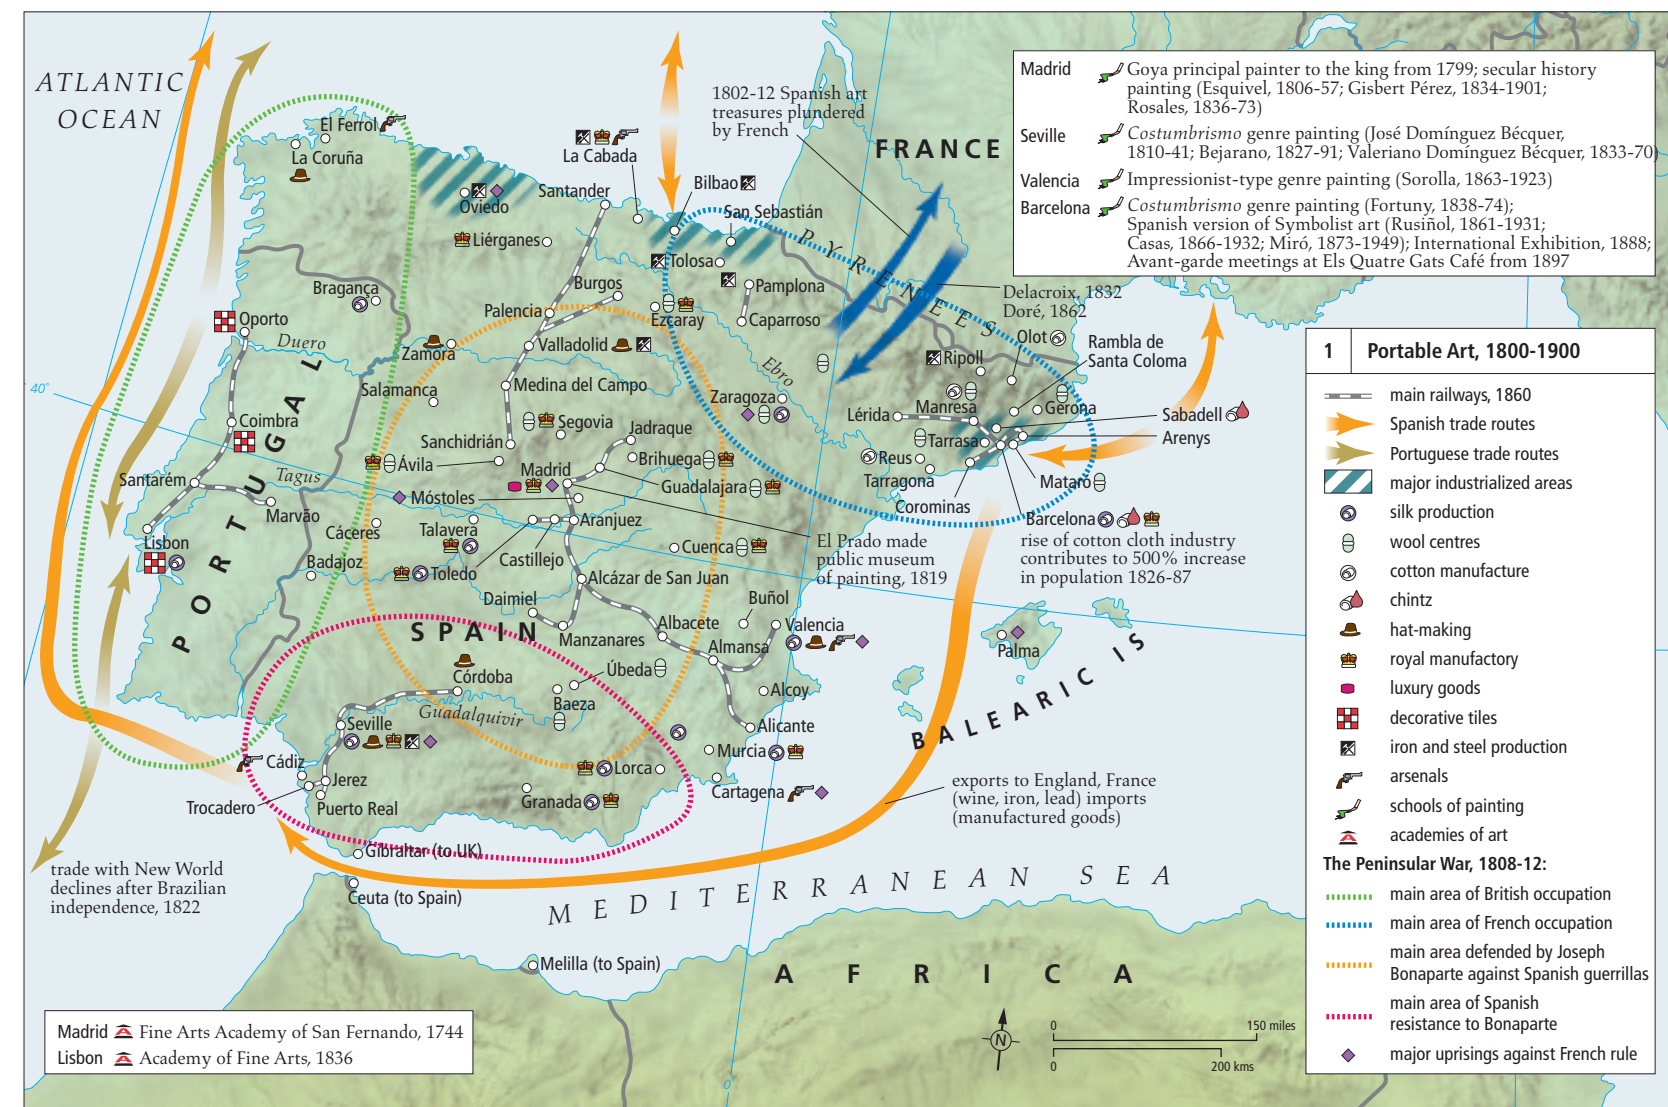 ATLANTIC
OCEAN
El Ferrol
La Coruña
Oviedo
La Cabada
Santander
Liérganes
Bilbao
San Sebastián
Tolosa
Pamplona
Caparroso
1802-12 Spanish art
treasures plundered
by French
FRANCE
PYRENEES
Delacroix, 1832
Doré, 1862
Madrid
Goya principal painter to the king from 1799; secular history
painting (Esquivel, 1806-57; Gisbert Pérez, 1834-1901;
Rosales, 1836-73)
Seville
Costumbrismo genre painting (José Domínguez Bécquer,
1810-41; Bejarano, 1827-91; Valeriano Domínguez Bécquer, 1833-70)
Valencia
Impressionist-type genre painting (Sorolla, 1863-1923)
Barcelona
Costumbrismo genre painting (Fortuny, 1838-74);
Spanish version of Symbolist art (Rusiñol, 1861-1931;
Casas, 1866-1932; Miró, 1873-1949); International Exhibition, 1888;
Avant-garde meetings at Els Quatre Gats Café from 1897
Bragança
Oporto
Duero
Zamora
Palencia
Burgos
Ezcaray
Valladolid
Medina del Campo
Salamanca
Segovia
Sanchidrián
Ávila
Jadraque
Brihuega
Madrid
Guadalajara
Móstoles
Zaragoza
Ebro
Lérida
Ripoll
Olot
Rambla de
Santa Coloma
Manresa
Gerona
Sabadell
Arenys
Tarrasa
Reus
Tarragona
Corominas
Mataró
Barcelona
rise of cotton cloth industry
contributes to 500% increase
in population 1826-87
40°
PORTUGAL
Coimbra
Santarém
Tagus
Marvão
Lisbon
Cáceres
Badajoz
Talavera
Toledo
Castillejo
Aranjuez
Cuenca
El Prado made
public museum
of painting, 1819
Alcázar de San Juan
Daimiel
Manzanares
Albacete
Buñol
Valencia
Almansa
SPAIN
Córdoba
Úbeda
Baeza
Alcoy
Alicante
Guadalquivir
Seville
Murcia
Lorca
Cartagena
Granada
Cádiz
Jerez
Trocadero
Puerto Real
Gibraltar (to UK)
Ceuta (to Spain)
Melilla (to Spain)
Palma
BALEARIC IS
exports to England, France
(wine, iron, lead) imports
(manufactured goods)
trade with New World
declines after Brazilian
independence, 1822
MEDITERRANEAN SEA
AFRICA
0°
N
0 150 miles
0 200 kms
Madrid Fine Arts Academy of San Fernando, 1744
Lisbon Academy of Fine Arts, 1836
1 Portable Art, 1800-1900
main railways, 1860
Spanish trade routes
Portuguese trade routes
major industrialized areas
silk production
wool centres
cotton manufacture
chintz
hat-making
royal manufactory
luxury goods
decorative tiles
iron and steel production
arsenals
schools of painting
academies of art
The Peninsular War, 1808-12:
main area of British occupation
main area of French occupation
main area defended by Joseph
Bonaparte against Spanish guerrillas
main area of Spanish
resistance to Bonaparte
major uprisings against French rule